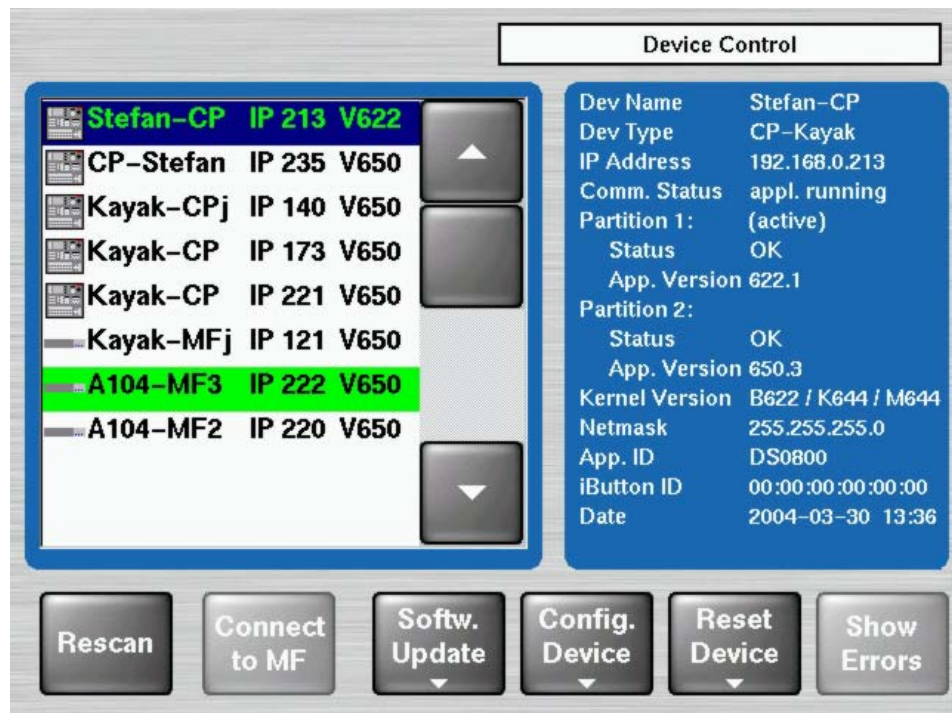 Device Control
Stefan-CP IP 213 V622
CP-Stefan IP 235 V650
Kayak-CPj IP 140 V650
Kayak-CP IP 173 V650
Kayak-CP IP 221 V650
Kayak-MFj IP 121 V650
A104-MF3 IP 222 V650
A104-MF2 IP 220 V650
Dev Name Stefan-CP
Dev Type CP-Kayak
IP Address 192.168.0.213
Comm. Status appl. running
Partition 1: (active)
Status OK
App. Version 622.1
Partition 2:
Status OK
App. Version 650.3
Kernel Version B622 / K644 / M644
Netmask 255.255.255.0
App. ID DS0800
iButton ID 00:00:00:00:00:00
Date 2004-03-30 13:36
Rescan
Connect
to MF
Softw.
Update
Config.
Device
Reset
Device
Show
Errors